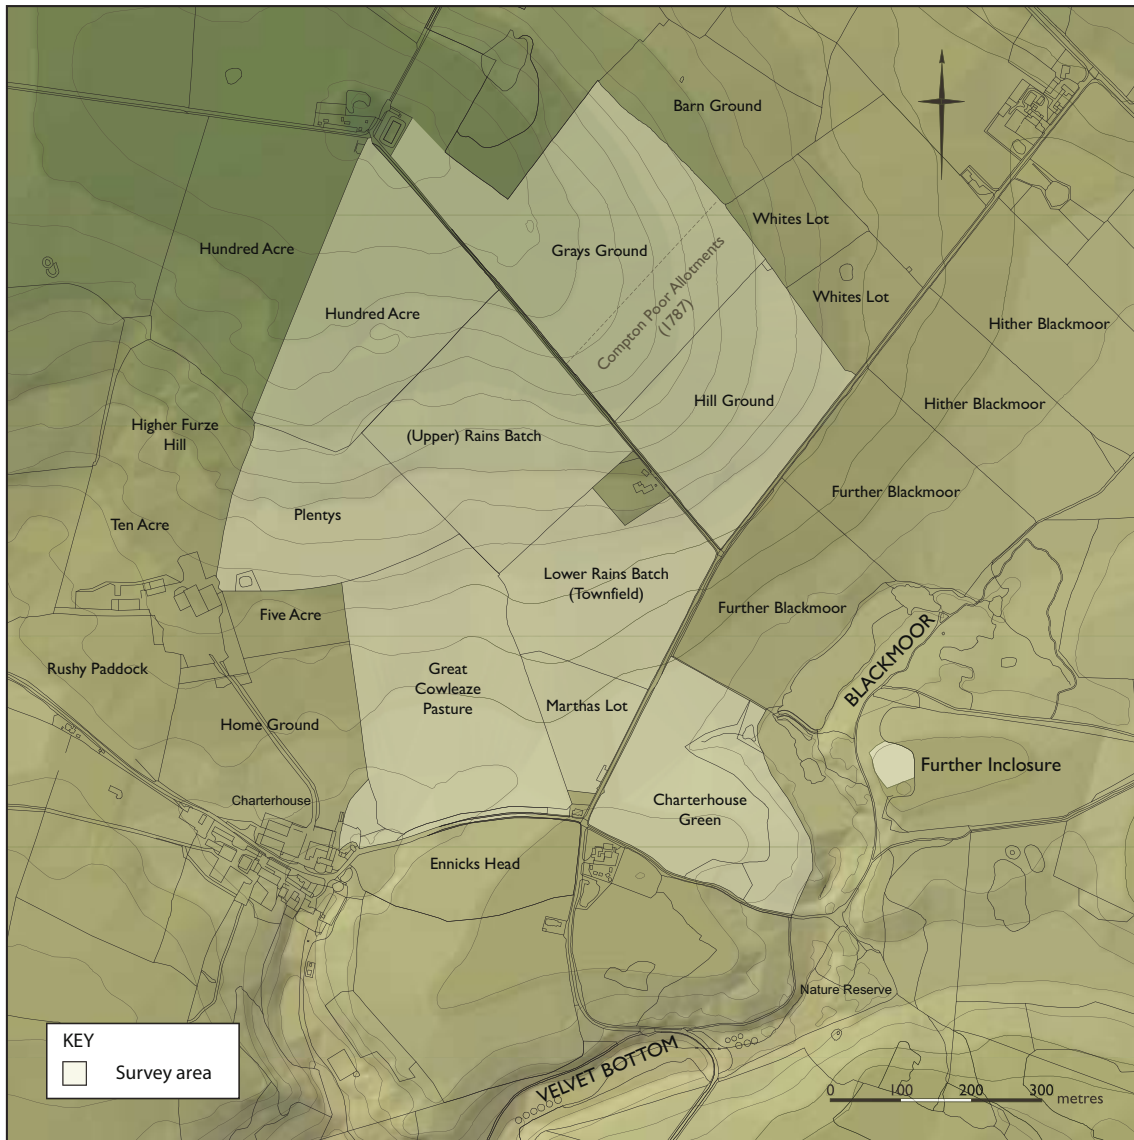 Barn Ground
Whites Lot
Hundred Acre
Grays Ground
Compton Poor Allotments
(1787)
Whites Lot
Hundred Acre
Hither Blackmoor
Hill Ground
Hither Blackmoor
Higher Furze
Hill
(Upper) Rains Batch
Further Blackmoor
Plentys
Ten Acre
Lower Rains Batch
(Townfield)
Five Acre
Further Blackmoor
BLACKMOOR
Rushy Paddock
Great
Cowleaze
Pasture
Marthas Lot
Home Ground
Further Inclosure
Charterhouse
Charterhouse
Green
Ennicks Head
Nature Reserve
KEY
Survey area
VELVET BOTTOM
0 100 200 300 metres